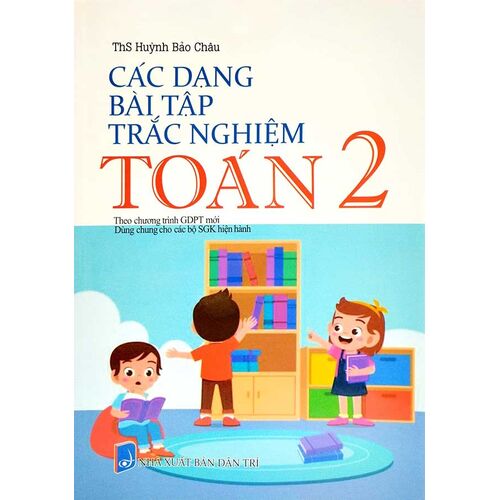 ThS Huỳnh Bảo Châu
CÁC DẠNG
BÀI TẬP
TRẮC NGHIỆM
TOÁN 2
Theo chương trình GDPT mới
Dùng chung cho các bộ SGK hiện hành
NHÀ XUẤT BẢN DÂN TRÍ